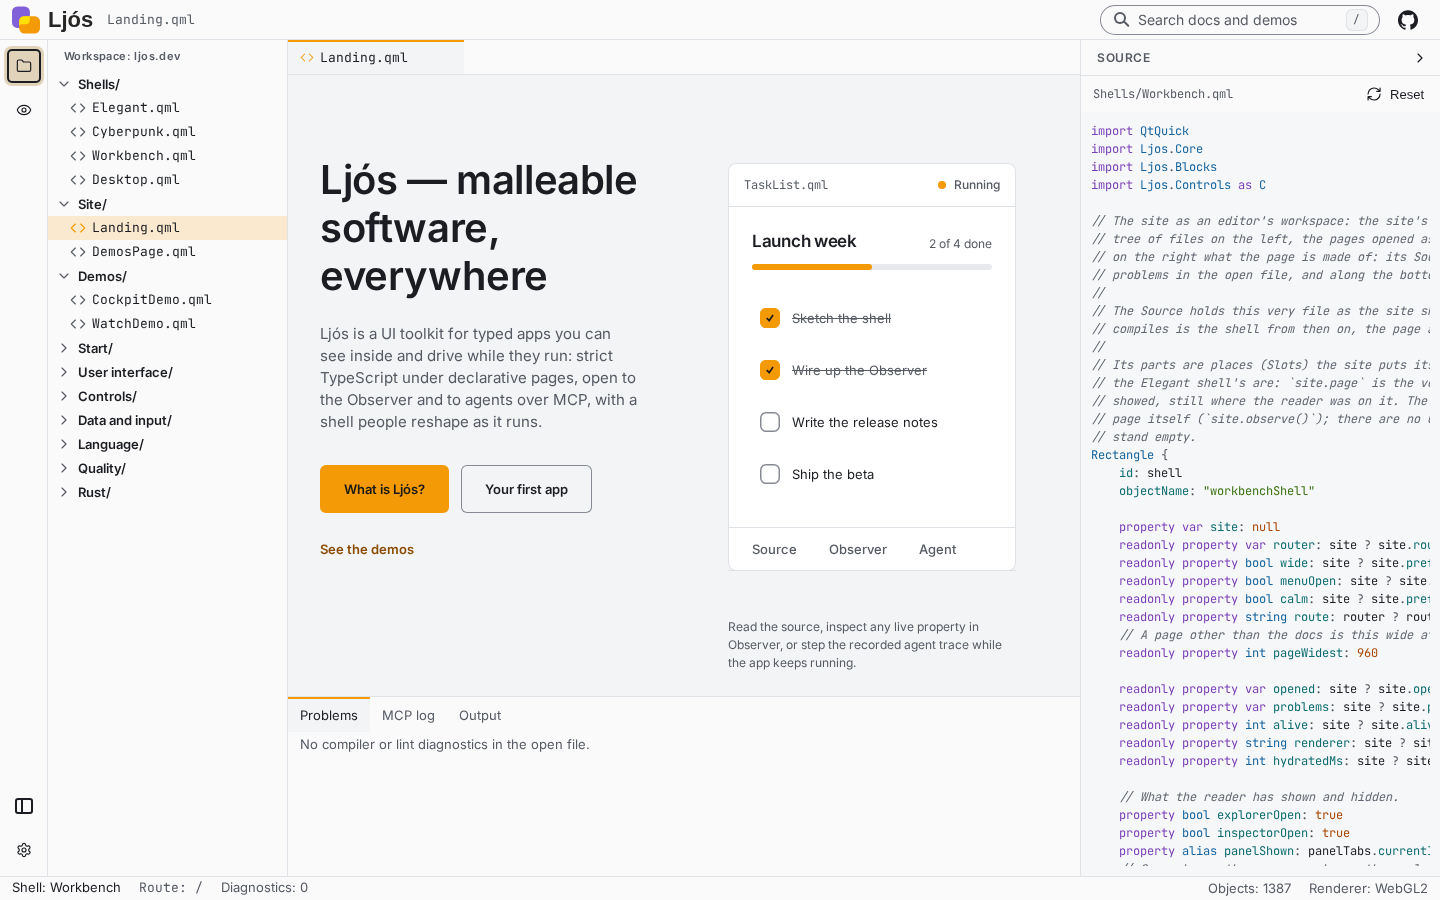 Ljós Landing.qml
Search docs and demos /
Workspace: ljos.dev
Shells/
Elegant.qml
Cyberpunk.qml
Workbench.qml
Desktop.qml
Site/
Landing.qml
DemosPage.qml
Demos/
CockpitDemo.qml
WatchDemo.qml
Start/
User interface/
Controls/
Data and input/
Language/
Quality/
Rust/
Landing.qml
Ljós — malleable
software,
everywhere
Ljós is a UI toolkit for typed apps you can
see inside and drive while they run: strict
TypeScript under declarative pages, open to
the Observer and to agents over MCP, with a
shell people reshape as it runs.
What is Ljós?
Your first app
See the demos
TaskList.qml
Running
Launch week
2 of 4 done
Sketch the shell
Wire up the Observer
Write the release notes
Ship the beta
Source
Observer
Agent
Read the source, inspect any live property in
Observer, or step the recorded agent trace while
the app keeps running.
Problems
MCP log
Output
No compiler or lint diagnostics in the open file.
SOURCE
Shells/Workbench.qml
Reset
import QtQuick
import Ljos.Core
import Ljos.Blocks
import Ljos.Controls as C
// The site as an editor's workspace: the site's
// tree of files on the left, the pages opened a
// on the right what the page is made of: its Sou
// problems in the open file, and along the bott
//
// The Source holds this very file as the site s
// compiles is the shell from then on, the page a
//
// Its parts are places (Slots) the site puts it
// the Elegant shell's are: `site.page` is the v
// showed, still where the reader was on it. The
// page itself (`site.observe()`); there are no
// stand empty.
Rectangle {
id: shell
objectName: "workbenchShell"
property var site: null
readonly property var router: site ? site.rou
readonly property bool wide: site ? site.pref
readonly property bool menuOpen: site ? site.
readonly property bool calm: site ? site.pref
readonly property string route: router ? rout
// A page other than the docs is this wide a
readonly property int pageWidest: 960
readonly property var opened: site ? site.ope
readonly property var problems: site ? site.p
readonly property int alive: site ? site.aliv
readonly property string renderer: site ? sit
readonly property int hydratedMs: site ? site
// What the reader has shown and hidden.
property bool explorerOpen: true
property bool inspectorOpen: true
property alias panelShown: panelTabs.currentI
Shell: Workbench
Route: /
Diagnostics: 0
Objects: 1387
Renderer: WebGL2